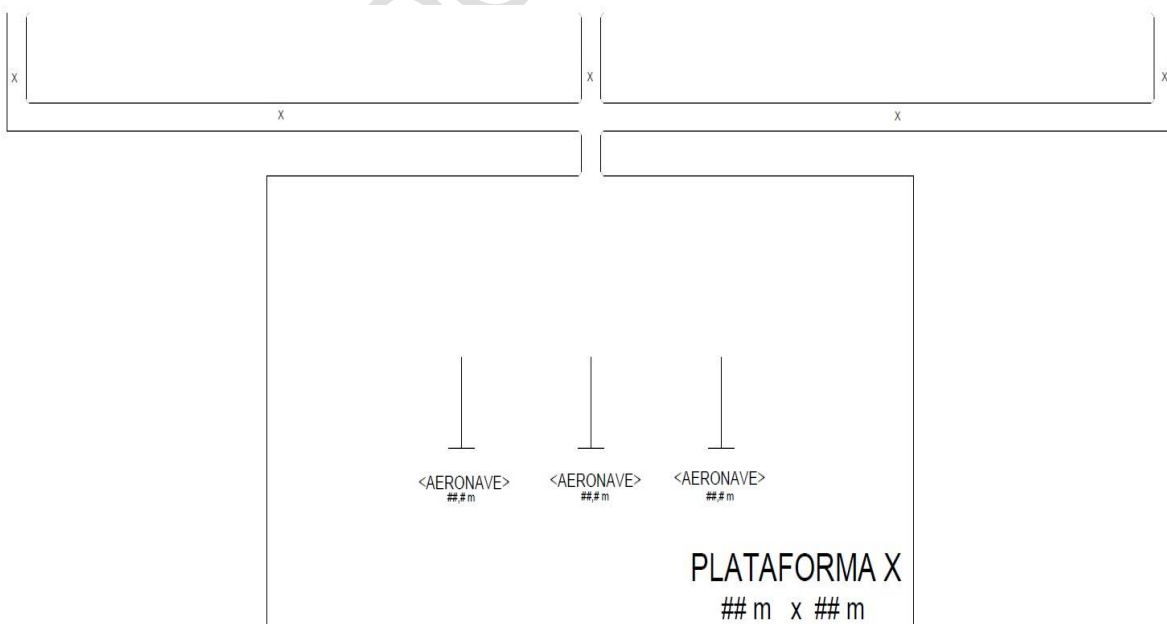 X X X
X X
<AERONAVE> <AERONAVE> <AERONAVE>
##,# m ##,# m ##,# m
PLATAFORMA X
## m x ## m